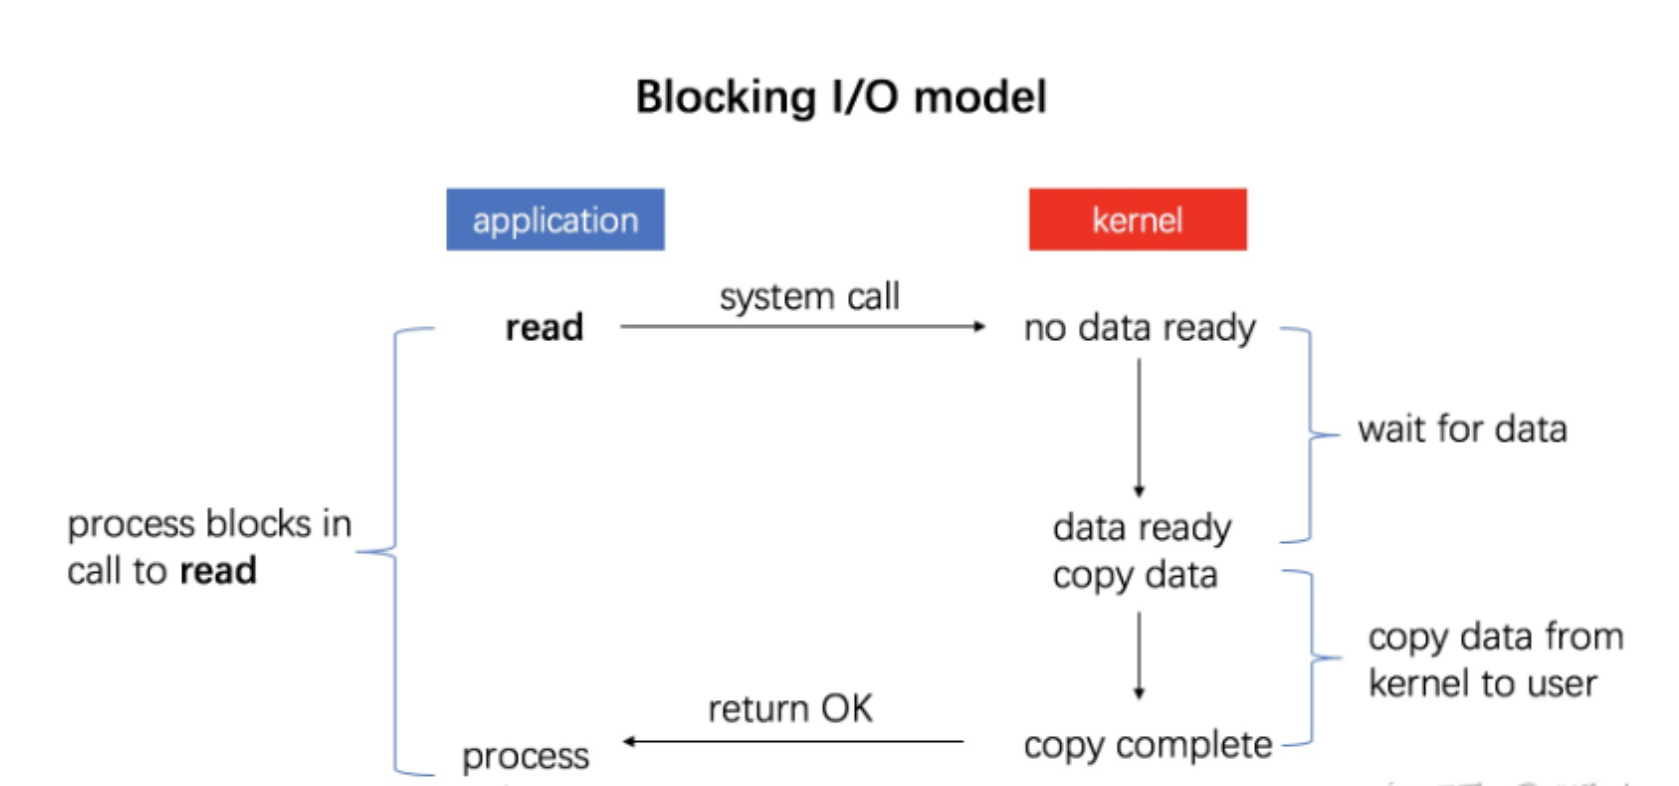 Blocking I/O model
application
kernel
system call
read
no data ready
wait for data
process blocks in
call to read
data ready
copy data
copy data from
kernel to user
return OK
copy complete
process